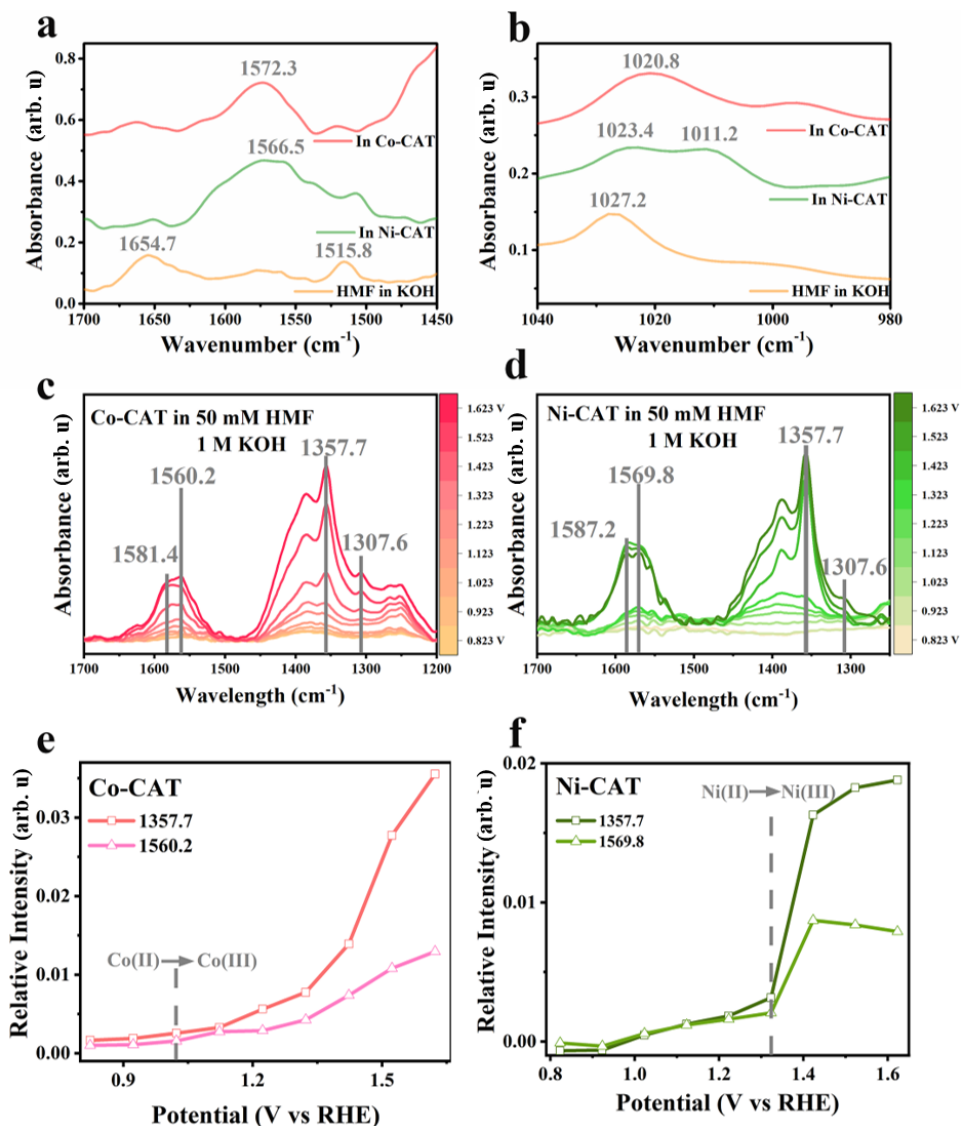 a
Absorbance (arb. u)
0.8
0.6
0.4
0.2
0.0
1572.3
In Co-CAT
1566.5
In Ni-CAT
1654.7
1515.8
HMF in KOH
1700
1650
1600
1550
1500
1450
Wavenumber (cm-1)
b
Absorbance (arb. u)
0.3
0.2
0.1
1020.8
In Co-CAT
1023.4
1011.2
In Ni-CAT
1027.2
HMF in KOH
1040
1020
1000
980
Wavenumber (cm-1)
c
Absorbance (arb. u)
Co-CAT in 50 mM HMF
1 M KOH
1357.7
1560.2
1581.4
1307.6
1700
1600
1500
1400
1300
1200
Wavelength (cm-1)
1.623 V
1.523
1.423
1.323
1.223
1.123
1.023
0.923
0.823 V
d
Absorbance (arb. u)
Ni-CAT in 50 mM HMF
1 M KOH
1357.7
1569.8
1587.2
1307.6
1700
1600
1500
1400
1300
Wavelength (cm-1)
1.623 V
1.523
1.423
1.323
1.223
1.123
1.023
0.923
0.823 V
e
Relative Intensity (arb. u)
0.03
0.02
0.01
0.00
Co-CAT
1357.7
1560.2
Co(II) Co(III)
0.9
1.2
1.5
Potential (V vs RHE)
f
Relative Intensity (arb. u)
0.02
0.01
0.00
Ni-CAT
1357.7
1569.8
Ni(II) Ni(III)
0.8
1.0
1.2
1.4
1.6
Potential (V vs RHE)